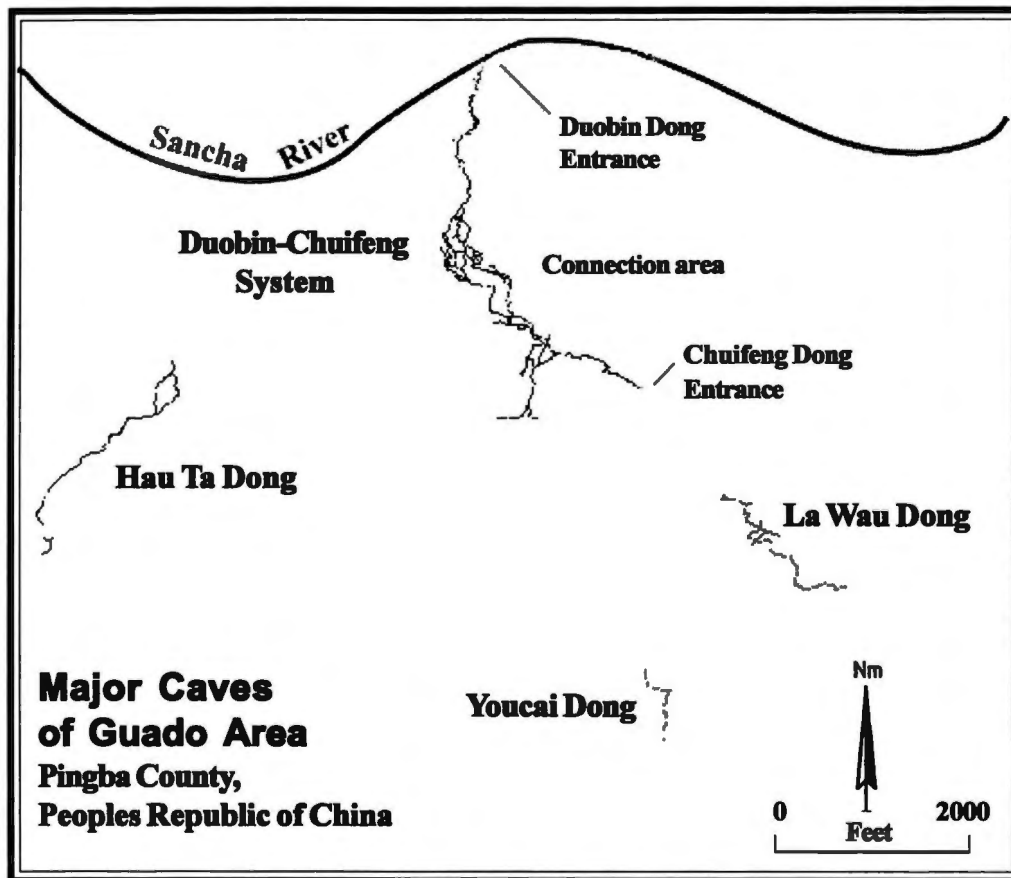 Sancha River
Duobin Dong
Entrance
Duobin-Chuifeng
System
Connection area
Chuifeng Dong
Entrance
Hau Ta Dong
La Wau Dong
Youcai Dong
Major Caves
of Guado Area
Pingba County,
Peoples Republic of China
Nm
0 2000
Feet